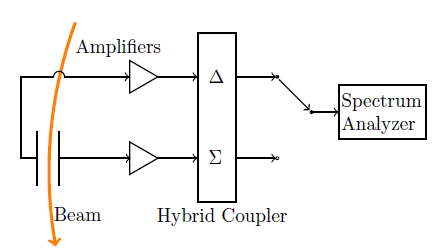 Amplifiers
Δ
Spectrum
Analyzer
Σ
Beam
Hybrid Coupler